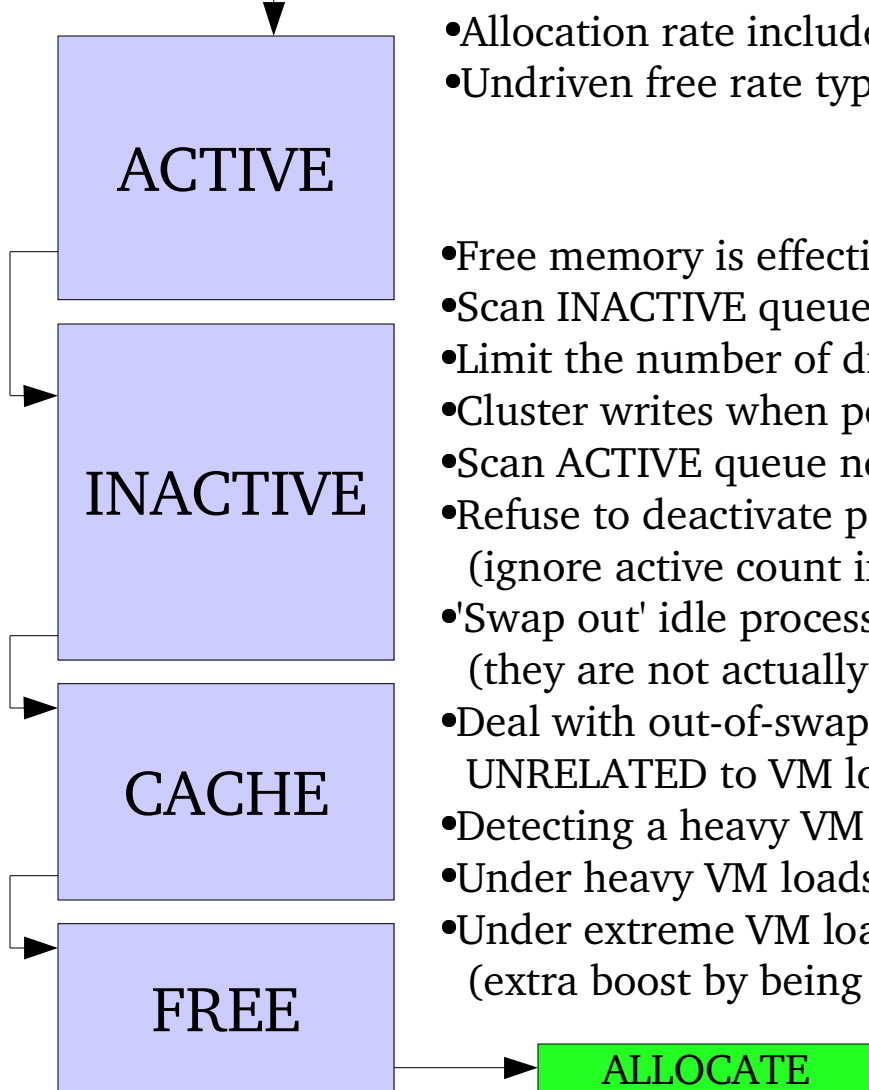 ACTIVE
INACTIVE
CACHE
FREE
ALLOCATE
•Allocation rate include
•Undriven free rate typ
•Free memory is effecti
•Scan INACTIVE queue
•Limit the number of di
•Cluster writes when p
•Scan ACTIVE queue n
•Refuse to deactivate p
(ignore active count i
•'Swap out' idle process
(they are not actually
•Deal with out-of-swap
UNRELATED to VM lo
•Detecting a heavy VM
•Under heavy VM loads
•Under extreme VM loa
(extra boost by being